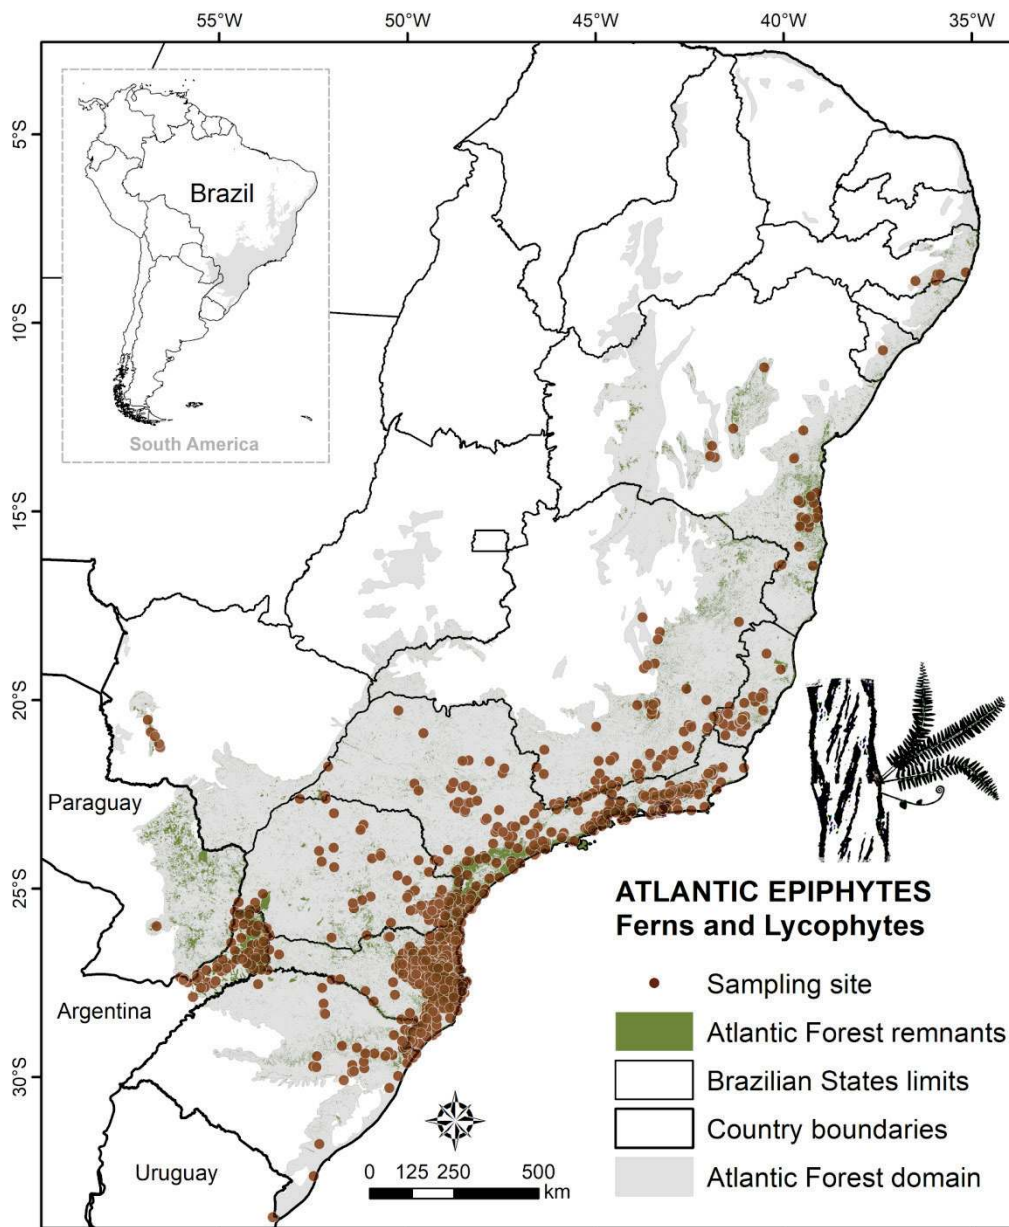 55°W 50°W 45°W 40°W 35°W
5°S
10°S
15°S
20°S
25°S
30°S
Brazil
South America
Paraguay
Argentina
Uruguay
ATLANTIC EPIPHYTES
Ferns and Lycophytes
Sampling site
Atlantic Forest remnants
Brazilian States limits
Country boundaries
Atlantic Forest domain
0 125 250 500
km